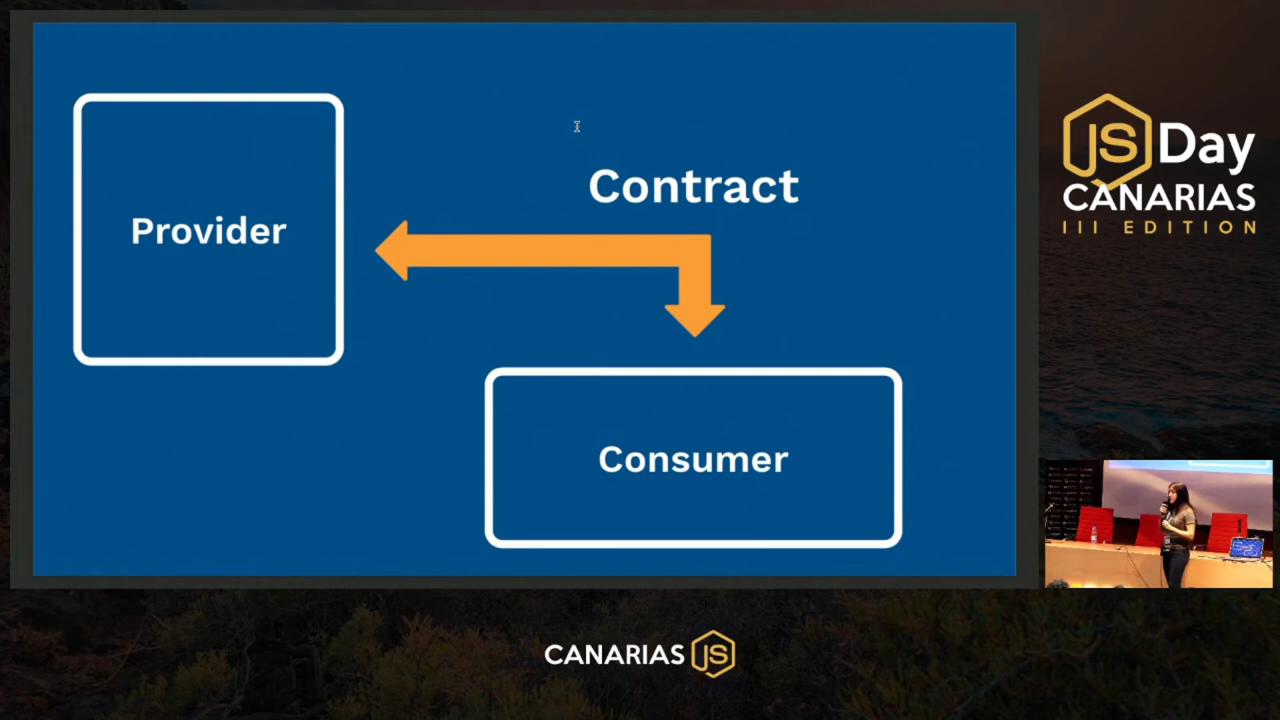 Contract
Provider
Consumer
JS Day
CANARIAS
III EDITION
CANARIAS JS